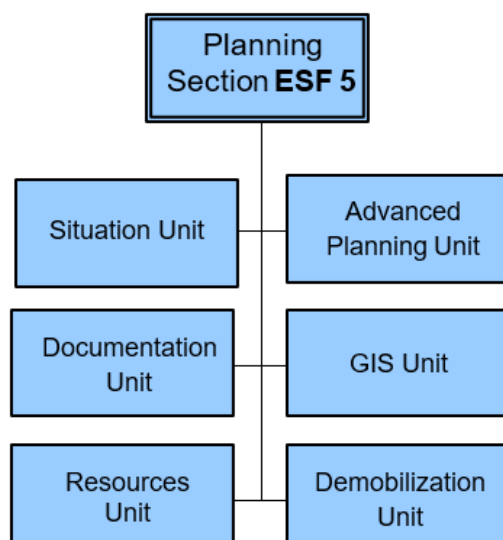 Planning
Section ESF 5
Situation Unit
Advanced
Planning Unit
Documentation
Unit
GIS Unit
Resources
Unit
Demobilization
Unit